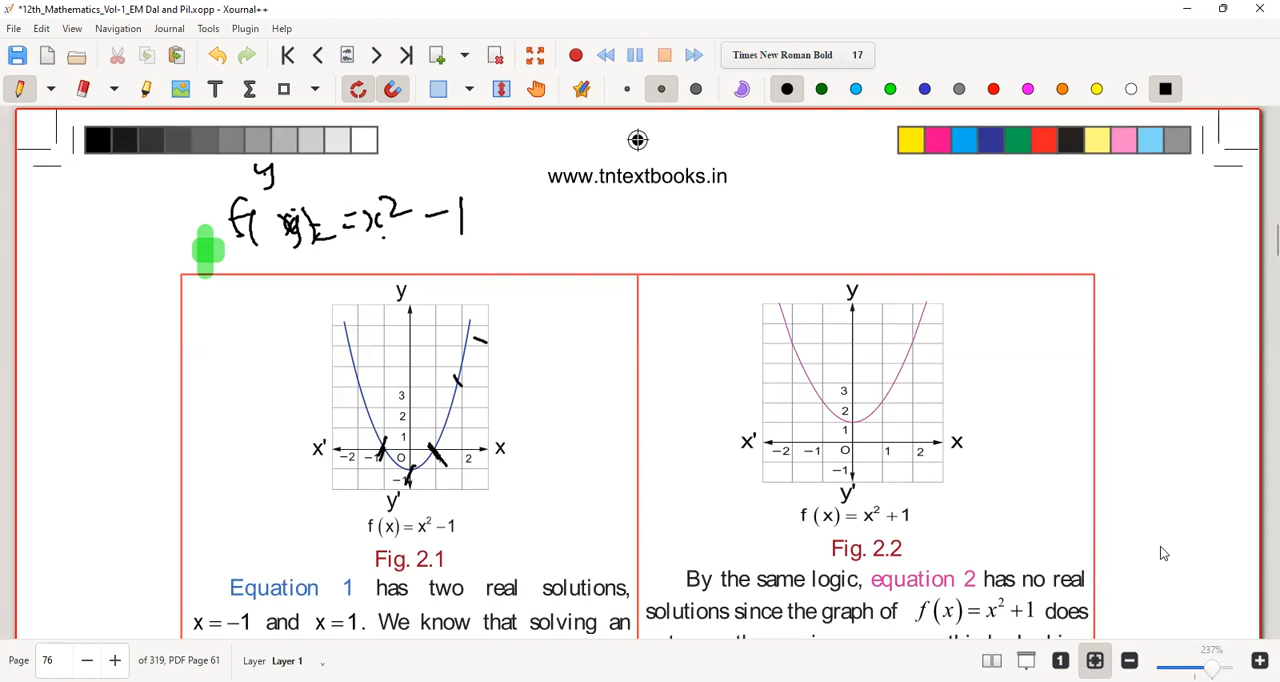 *12th_Mathematics_Vol-1_EM Dal and Pil.xopp - Xournal++
File Edit View Navigation Journal Tools Plugin Help
Times New Roman Bold 17
www.tntextbooks.in
y
= x² - 1
y
3
2
1
x' -2 -1 O 2 x
-1
y'
f (x) = x² – 1
Fig. 2.1
Equation 1 has two real solutions,
x = –1 and x = 1. We know that solving an
y
3
2
1
x' -2 -1 O 1 2 x
-1
y'
f (x) = x² + 1
Fig. 2.2
By the same logic, equation 2 has no real
solutions since the graph of f (x) = x² + 1 does
Page 76 of 319, PDF Page 61 Layer Layer 1 1 237%